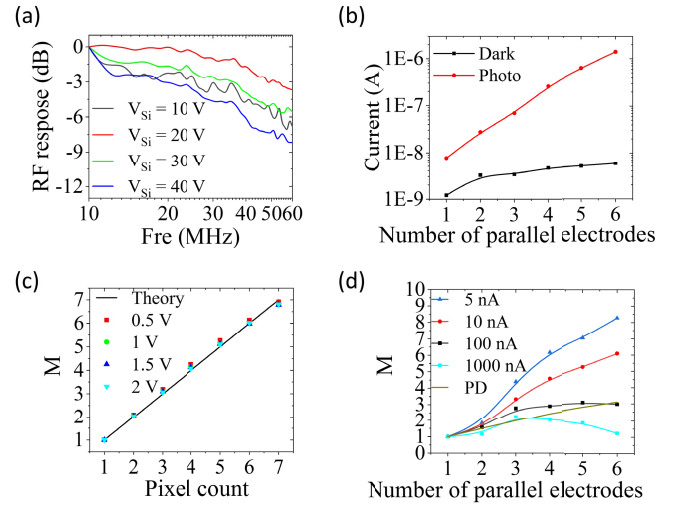 (a)
RF respose (dB)
0
-3
-6
-9
-12
V_Si = 10 V
V_Si = 20 V
V_Si = 30 V
V_Si = 40 V
10 20 30 40 50 60
Fre (MHz)
(b)
Current (A)
1E-6
1E-7
1E-8
1E-9
Dark
Photo
1 2 3 4 5 6
Number of parallel electrodes
(c)
M
7
6
5
4
3
2
1
Theory
0.5 V
1 V
1.5 V
2 V
1 2 3 4 5 6 7
Pixel count
(d)
M
10
9
8
7
6
5
4
3
2
1
0
5 nA
10 nA
100 nA
1000 nA
PD
1 2 3 4 5 6
Number of parallel electrodes